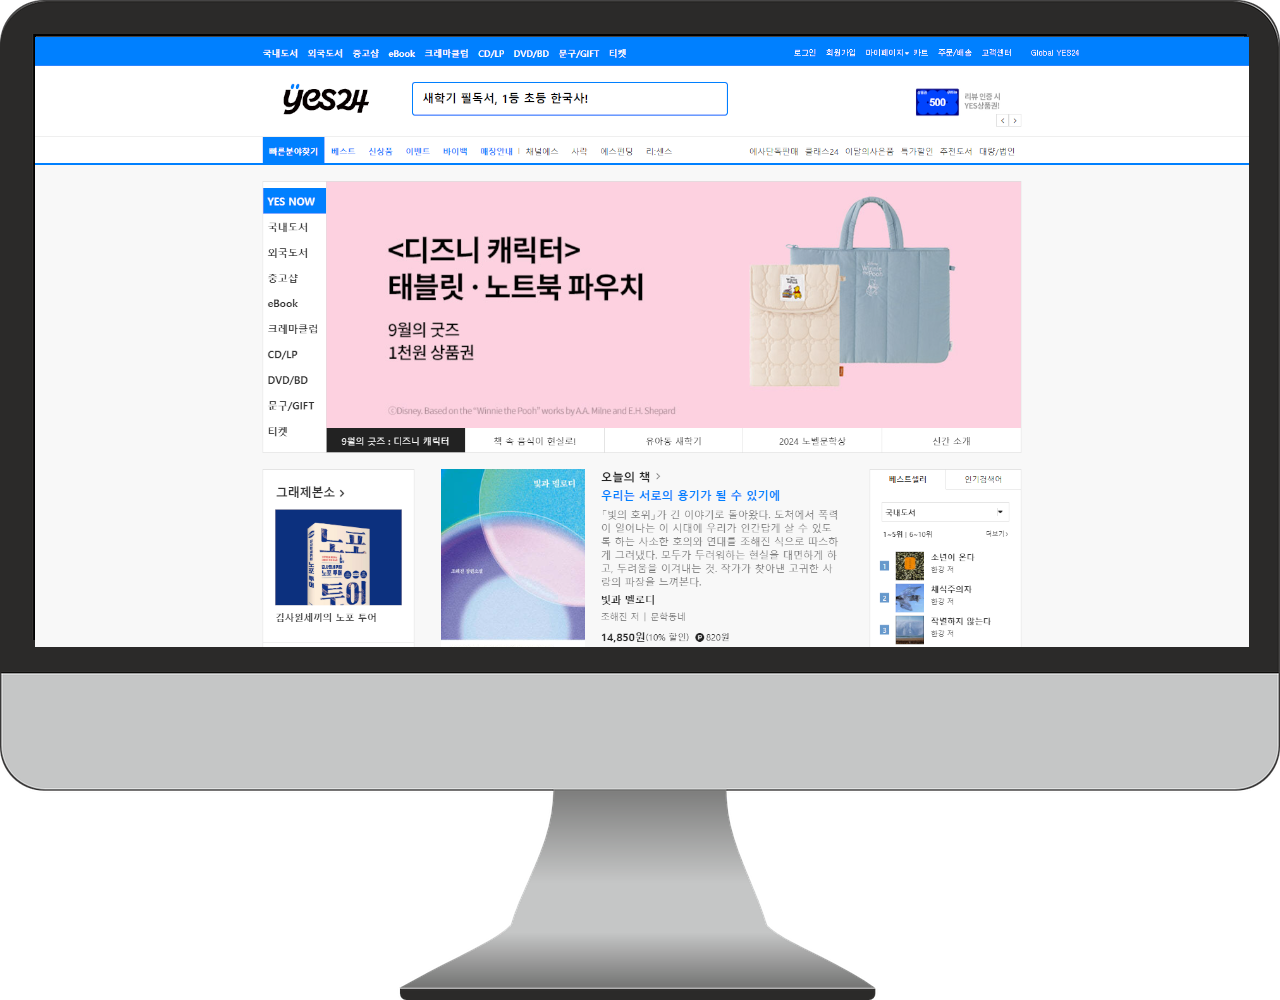 국내도서 외국도서 중고샵 eBook 크레마클럽 CD/LP DVD/BD 문구/GIFT 티켓 로그인 회원가입 마이페이지 카트 주문/배송 고객센터 Global YES24
yes24
새학기 필독서, 1등 초등 한국사!
500
리뷰 인증 시
YES상품권!
빠른분야찾기 베스트 신상품 이벤트 바이백 매장안내 | 채널예스 사락 예스펀딩 리:센스 예사단독판매 클래스24 이달의사은품 특가할인 추천도서 대량/법인
YES NOW
국내도서
외국도서
중고샵
eBook
크레마클럽
CD/LP
DVD/BD
문구/GIFT
티켓
<디즈니 캐릭터>
태블릿 · 노트북 파우치
9월의 굿즈
1천원 상품권
ⓒDisney. Based on the "Winnie the Pooh" works by A.A. Milne and E.H. Shepard
9월의 굿즈 : 디즈니 캐릭터 책 속 음식이 현실로! 유아동 새학기 2024 노벨문학상 신간 소개
그래제본소 >
노포
투어
김사월세끼의 노포 투어
빛과 멜로디
조해진 장편소설
오늘의 책 >
우리는 서로의 용기가 될 수 있기에
「빛의 호위」가 긴 이야기로 돌아왔다. 도처에서 폭력
이 일어나는 이 시대에 우리가 인간답게 살 수 있도
록 하는 사소한 호의와 연대를 조해진 식으로 따스하
게 그려냈다. 모두가 두려워하는 현실을 대면하게 하
고, 두려움을 이겨내는 것. 작가가 찾아낸 고귀한 사
람의 파장을 느껴본다.
빛과 멜로디
조해진 저 | 문학동네
14,850원(10% 할인) P 820원
베스트셀러 인기검색어
국내도서
1~5위 | 6~10위 더보기>
1 소년이 온다
한강 저
2 채식주의자
한강 저
3 작별하지 않는다
한강 저